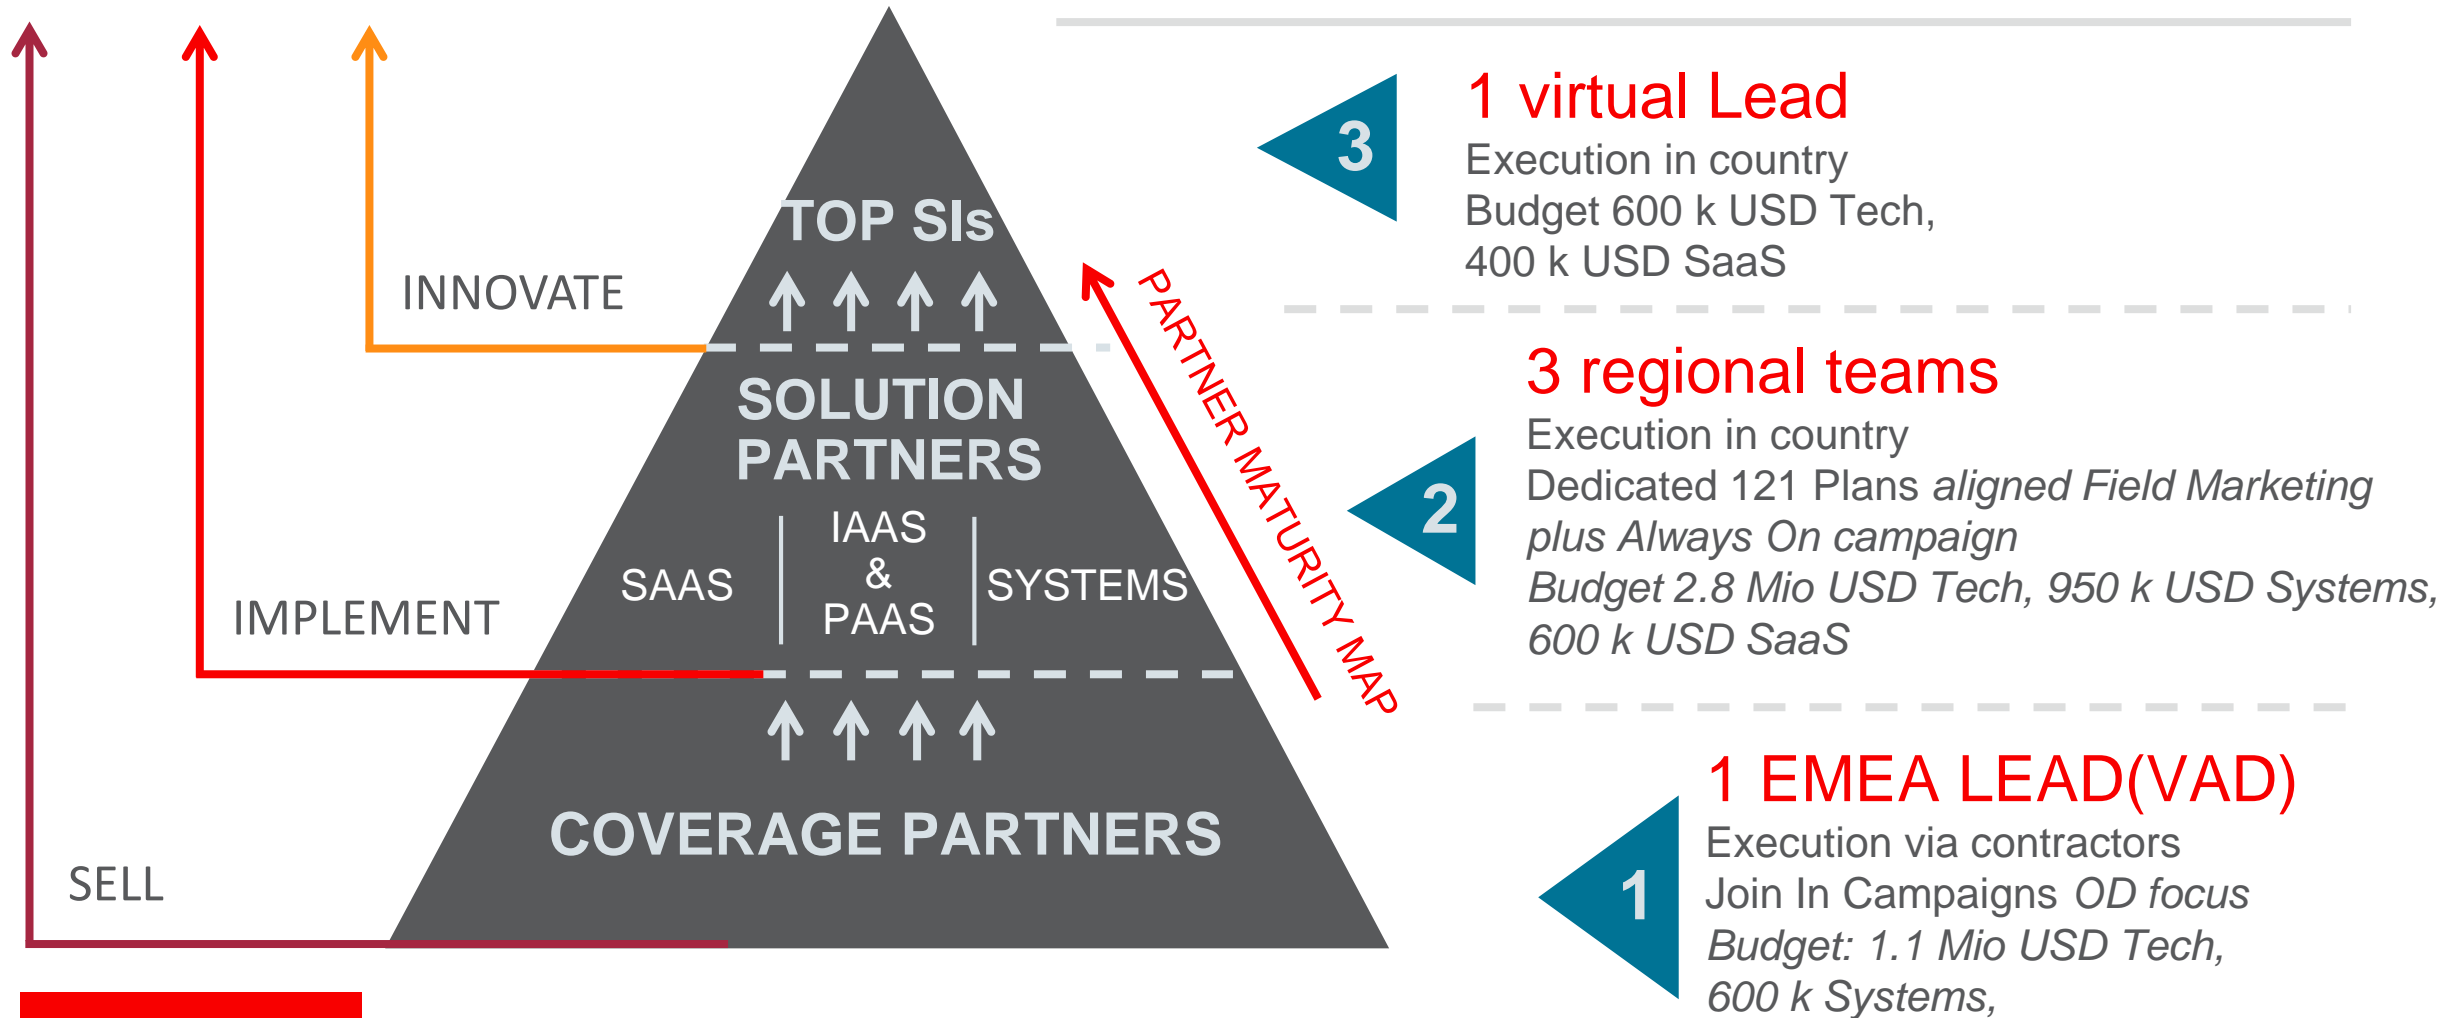 TOP SIs
INNOVATE
SOLUTION
PARTNERS
SAAS
IAAS
&
PAAS
SYSTEMS
IMPLEMENT
COVERAGE PARTNERS
SELL
PARTNER MATURITY MAP
3
1 virtual Lead
Execution in country
Budget 600 k USD Tech,
400 k USD SaaS
2
3 regional teams
Execution in country
Dedicated 121 Plans aligned Field Marketing
plus Always On campaign
Budget 2.8 Mio USD Tech, 950 k USD Systems,
600 k USD SaaS
1
1 EMEA LEAD(VAD)
Execution via contractors
Join In Campaigns OD focus
Budget: 1.1 Mio USD Tech,
600 k Systems,